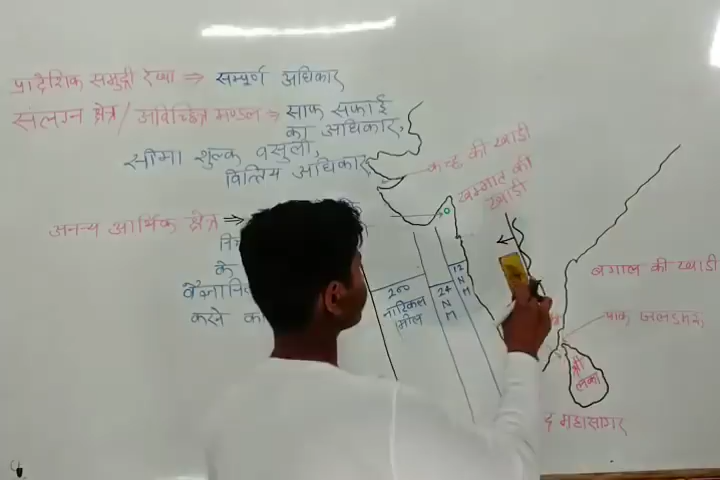 प्रादेशिक समुद्री रेखा ⇒ सम्पूर्ण अधिकार
संलग्न क्षेत्र / अविच्छिन्न मण्डल ⇒ साफ सफाई
का अधिकार,
सीमा शुल्क वसुली,
वित्तिय अधिकार
कच्छ की खाड़ी
खम्भात की
खाड़ी
अनन्य आर्थिक क्षेत्र ⇒
के
करने का
200
नाटिकल
मील
24
N
M
12
N
M
बंगाल की खाड़ी
पाक जलडमरू
श्री
लंका
महासागर